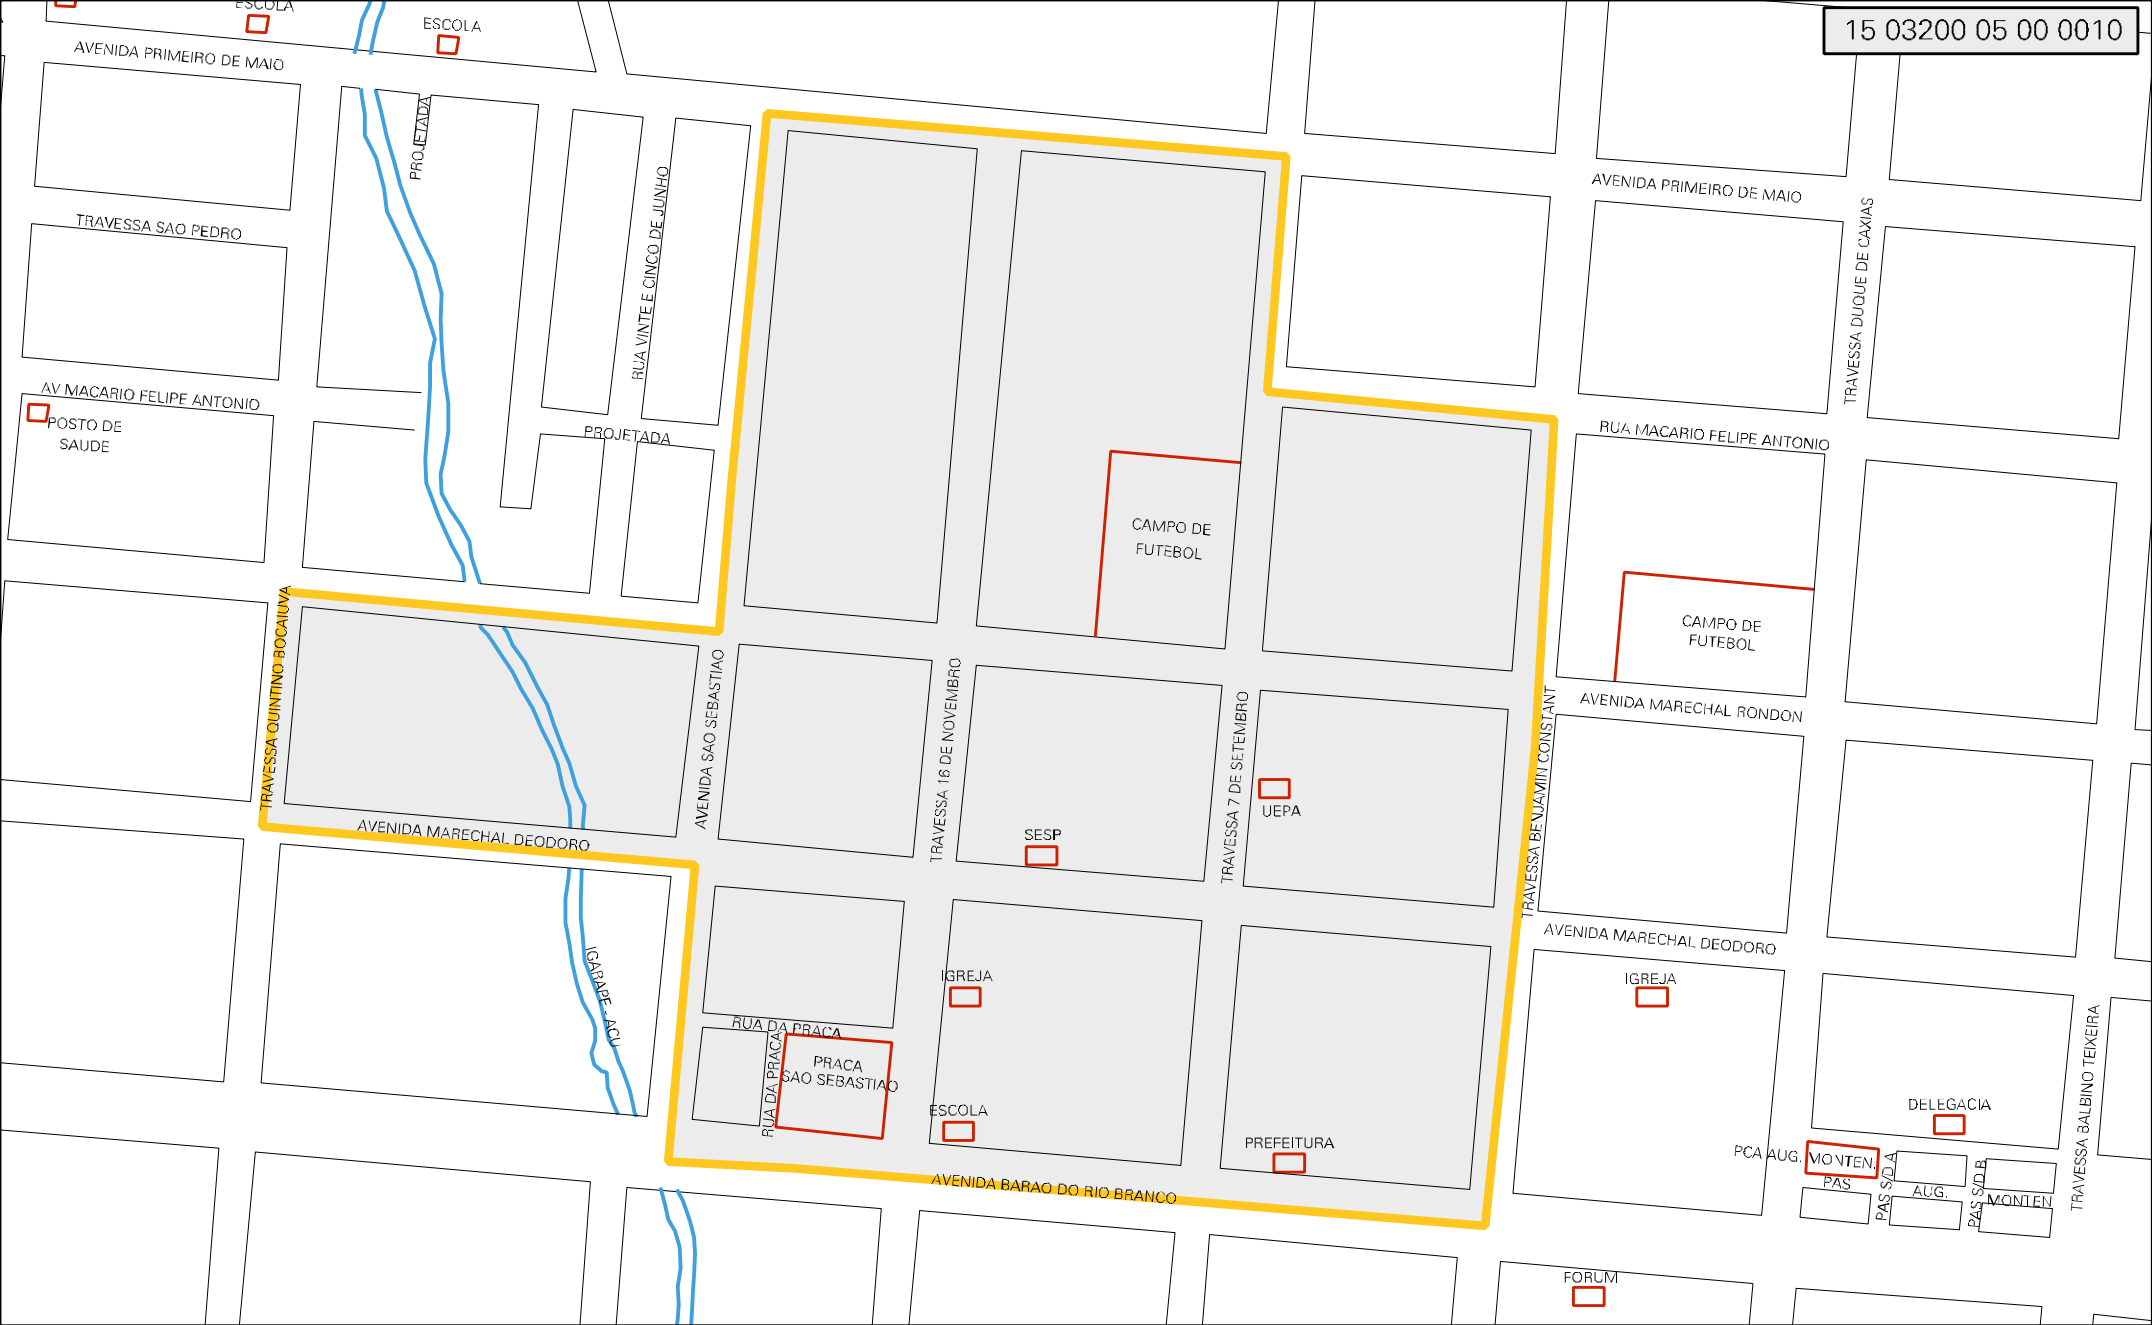 ESCOLA
ESCOLA
15 03200 05 00 0010
AVENIDA PRIMEIRO DE MAIO
PROJETADA
RUA VINTE E CINCO DE JUNHO
AVENIDA PRIMEIRO DE MAIO
TRAVESSA DUQUE DE CAXIAS
TRAVESSA SAO PEDRO
AV MACARIO FELIPE ANTONIO
POSTO DE
SAUDE
PROJETADA
RUA MACARIO FELIPE ANTONIO
CAMPO DE
FUTEBOL
CAMPO DE
FUTEBOL
TRAVESSA QUINTINO BOCAIUVA
AVENIDA SAO SEBASTIAO
TRAVESSA 16 DE NOVEMBRO
TRAVESSA 7 DE SETEMBRO
TRAVESSA BENJAMIN CONSTANT
AVENIDA MARECHAL RONDON
UEPA
SESP
AVENIDA MARECHAL DEODORO
AVENIDA MARECHAL DEODORO
IGARAPE - ACU
IGREJA
IGREJA
RUA DA PRACA
RUA DA PRACA
PRACA
SAO SEBASTIAO
ESCOLA
PREFEITURA
DELEGACIA
TRAVESSA BALBINO TEIXEIRA
PCA AUG. MONTEN.
PAS
PAS S/D A
AUG.
PAS S/D B
MONTEN
AVENIDA BARAO DO RIO BRANCO
FORUM